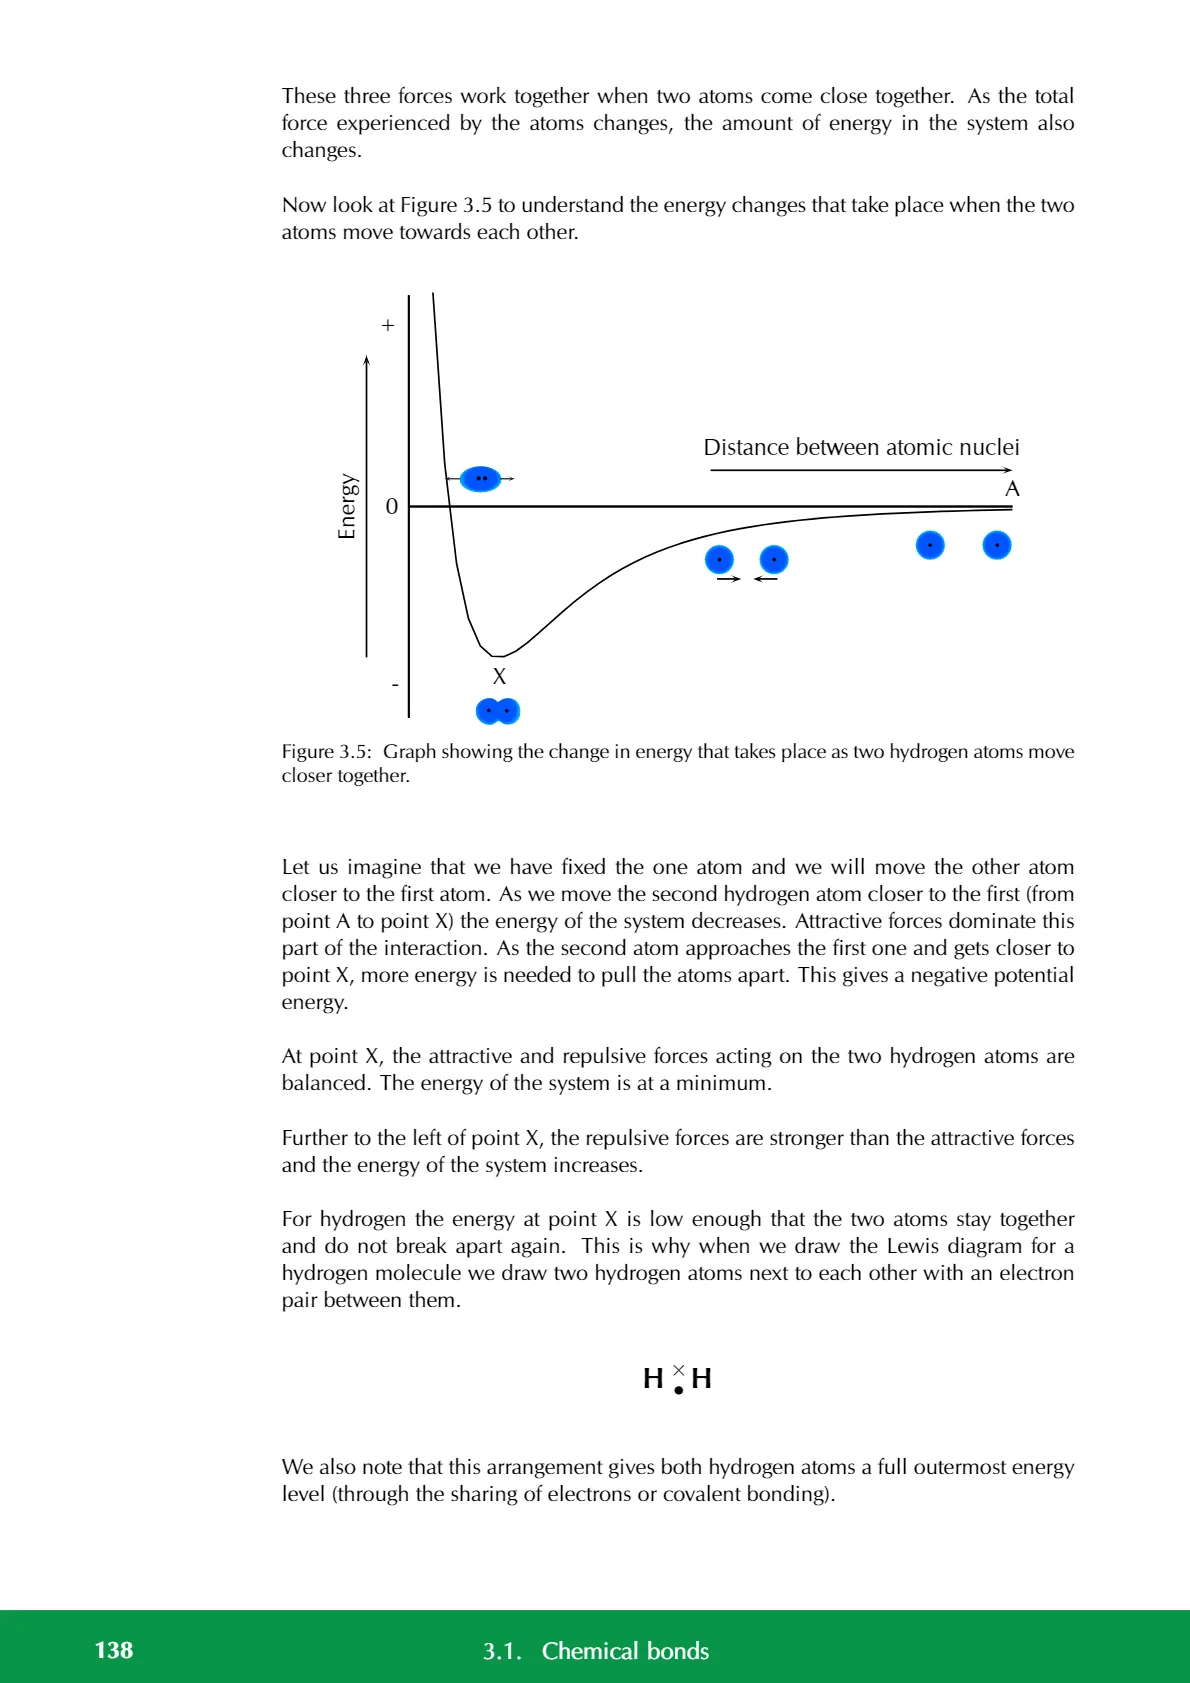 These three forces work together when two atoms come close together. As the total
force experienced by the atoms changes, the amount of energy in the system also
changes.
Now look at Figure 3.5 to understand the energy changes that take place when the two
atoms move towards each other.
+
Distance between atomic nuclei
A
Energy
0
X
-
Figure 3.5: Graph showing the change in energy that takes place as two hydrogen atoms move
closer together.
Let us imagine that we have fixed the one atom and we will move the other atom
closer to the first atom. As we move the second hydrogen atom closer to the first (from
point A to point X) the energy of the system decreases. Attractive forces dominate this
part of the interaction. As the second atom approaches the first one and gets closer to
point X, more energy is needed to pull the atoms apart. This gives a negative potential
energy.
At point X, the attractive and repulsive forces acting on the two hydrogen atoms are
balanced. The energy of the system is at a minimum.
Further to the left of point X, the repulsive forces are stronger than the attractive forces
and the energy of the system increases.
For hydrogen the energy at point X is low enough that the two atoms stay together
and do not break apart again. This is why when we draw the Lewis diagram for a
hydrogen molecule we draw two hydrogen atoms next to each other with an electron
pair between them.
H ×• H
We also note that this arrangement gives both hydrogen atoms a full outermost energy
level (through the sharing of electrons or covalent bonding).
138 3.1. Chemical bonds